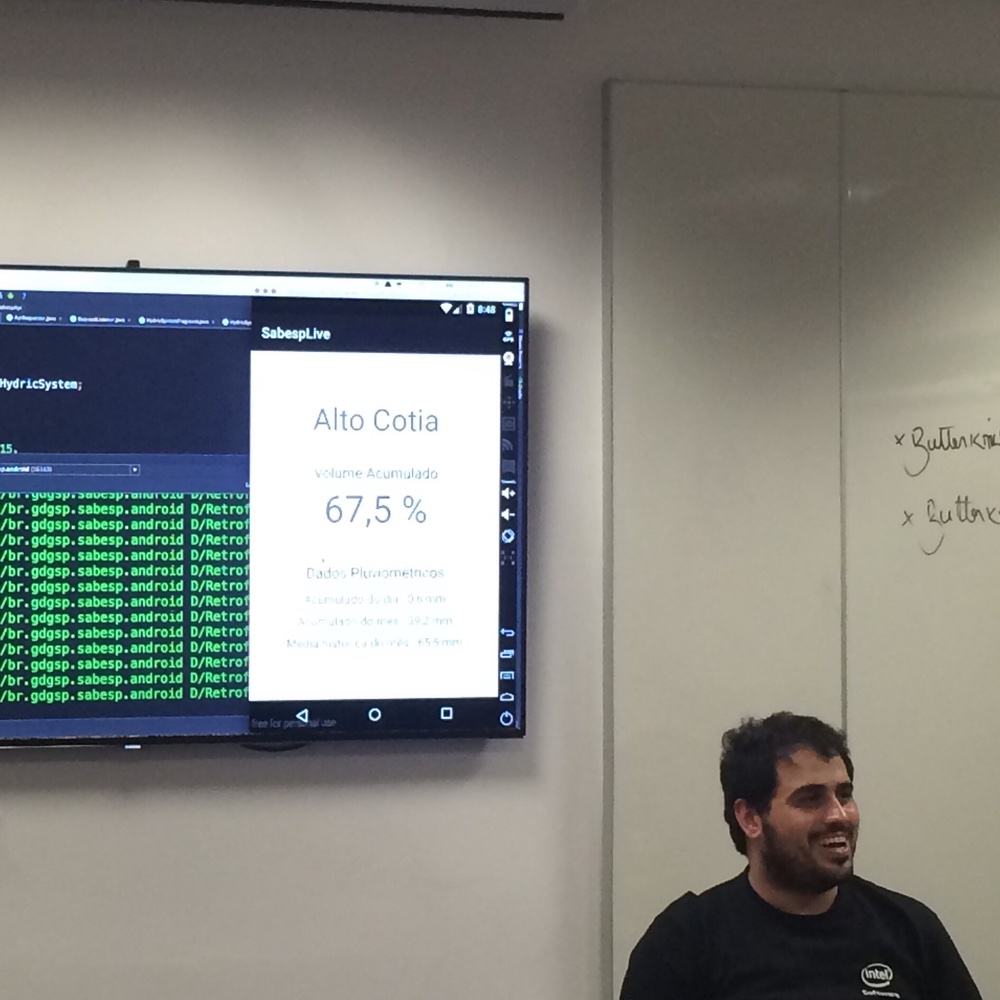 8:48
SabespLive
HydricSystem;
Alto Cotia
15.
Volume Acumulado
67,5 %
/br.gdgsp.sabesp.android D/Retrof
/br.gdgsp.sabesp.android D/Retrof
/br.gdgsp.sabesp.android D/Retrof
/br.gdgsp.sabesp.android D/Retrof
/br.gdgsp.sabesp.android D/Retrof
/br.gdgsp.sabesp.android D/Retrof
/br.gdgsp.sabesp.android D/Retrof
/br.gdgsp.sabesp.android D/Retrof
/br.gdgsp.sabesp.android D/Retrof
/br.gdgsp.sabesp.android D/Retrof
/br.gdgsp.sabesp.android D/Retrof
/br.gdgsp.sabesp.android D/Retrof
/br.gdgsp.sabesp.android D/Retrof
/br.gdgsp.sabesp.android D/Retrof
Dados Pluviométricos
Acumulado do dia : 0,6 mm
Acumulado do mês : 39,2 mm
Média histórica do mês : 65,5 mm
free for personal use
x Butterkni
x Butterk
intel
Software